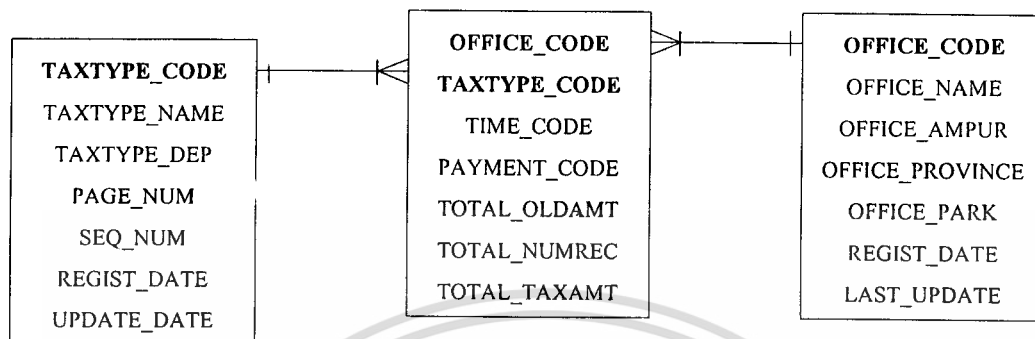 TAXTYPE_CODE
TAXTYPE_NAME
TAXTYPE_DEP
PAGE_NUM
SEQ_NUM
REGIST_DATE
UPDATE_DATE
OFFICE_CODE
TAXTYPE_CODE
TIME_CODE
PAYMENT_CODE
TOTAL_OLDAMT
TOTAL_NUMREC
TOTAL_TAXAMT
OFFICE_CODE
OFFICE_NAME
OFFICE_AMPUR
OFFICE_PROVINCE
OFFICE_PARK
REGIST_DATE
LAST_UPDATE